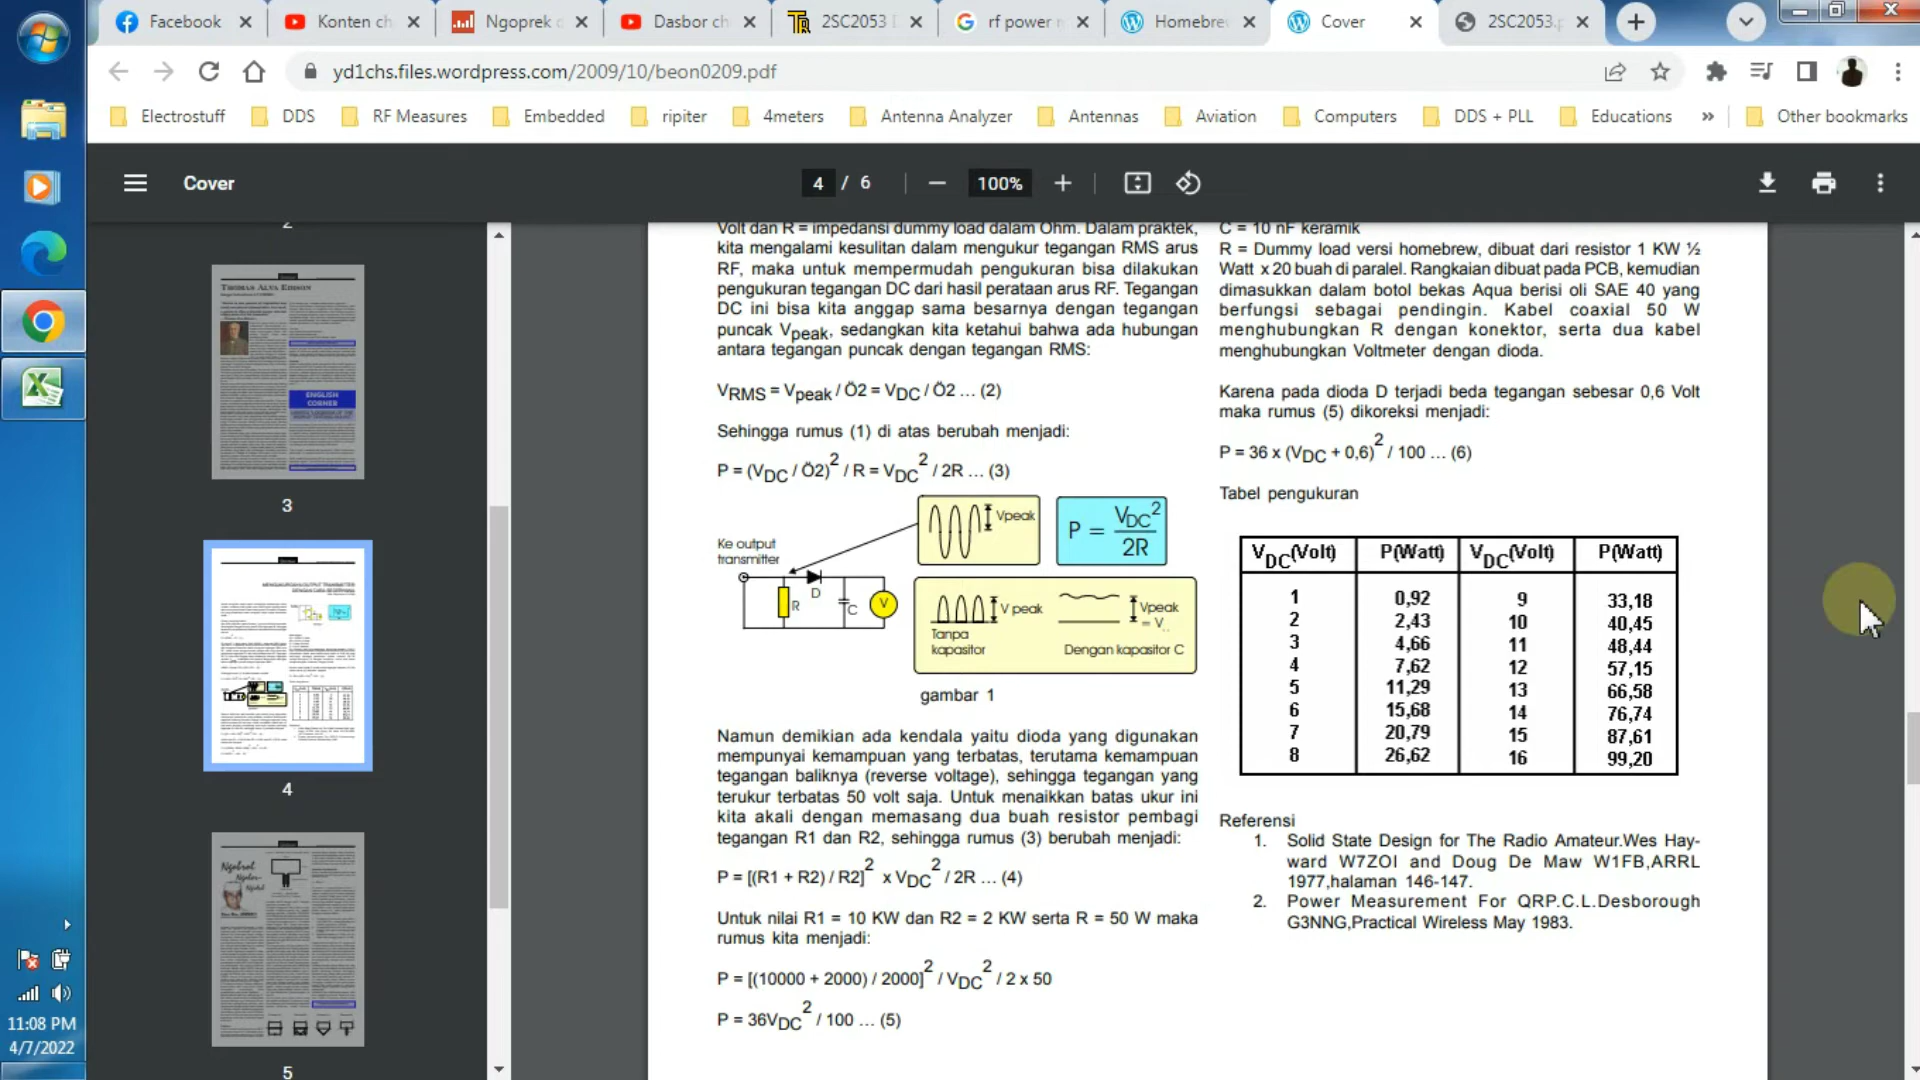 Facebook
Konten ch
Ngoprek d
Dasbor ch
2SC2053
rf power
Homebre
Cover
2SC2053.p
yd1chs.files.wordpress.com/2009/10/beon0209.pdf
Electrostuff
DDS
RF Measures
Embedded
ripiter
4meters
Antenna Analyzer
Antennas
Aviation
Computers
DDS + PLL
Educations
»
Other bookmarks
Cover
4 / 6
100%
2
THOMAS ALVA EDISON
ENGLISH CORNER
3
4
5
Volt dan R = impedansi dummy load dalam Ohm. Dalam praktek,
kita mengalami kesulitan dalam mengukur tegangan RMS arus
RF, maka untuk mempermudah pengukuran bisa dilakukan
pengukuran tegangan DC dari hasil perataan arus RF. Tegangan
DC ini bisa kita anggap sama besarnya dengan tegangan
puncak Vpeak, sedangkan kita ketahui bahwa ada hubungan
antara tegangan puncak dengan tegangan RMS:
VRMS = Vpeak / Ö2 = VDC / Ö2 ... (2)
Sehingga rumus (1) di atas berubah menjadi:
P = (VDC / Ö2)2 / R = VDC2 / 2R ... (3)
Ke output
transmitter
D
R
C
V
Vpeak
P = VDC2
2R
V peak
Tanpa
kapasitor
Vpeak
= V
Dengan kapasitor C
gambar 1
Namun demikian ada kendala yaitu dioda yang digunakan
mempunyai kemampuan yang terbatas, terutama kemampuan
tegangan baliknya (reverse voltage), sehingga tegangan yang
terukur terbatas 50 volt saja. Untuk menaikkan batas ukur ini
kita akali dengan memasang dua buah resistor pembagi
tegangan R1 dan R2, sehingga rumus (3) berubah menjadi:
P = [(R1 + R2) / R2]2 x VDC2 / 2R ... (4)
Untuk nilai R1 = 10 KW dan R2 = 2 KW serta R = 50 W maka
rumus kita menjadi:
P = [(10000 + 2000) / 2000]2 / VDC2 / 2 x 50
P = 36VDC2 / 100 ... (5)
C = 10 nF keramik
R = Dummy load versi homebrew, dibuat dari resistor 1 KW ½
Watt x 20 buah di paralel. Rangkaian dibuat pada PCB, kemudian
dimasukkan dalam botol bekas Aqua berisi oli SAE 40 yang
berfungsi sebagai pendingin. Kabel coaxial 50 W
menghubungkan R dengan konektor, serta dua kabel
menghubungkan Voltmeter dengan dioda.
Karena pada dioda D terjadi beda tegangan sebesar 0,6 Volt
maka rumus (5) dikoreksi menjadi:
P = 36 x (VDC + 0,6)2 / 100 ... (6)
Tabel pengukuran
VDC(Volt) P(Watt) VDC(Volt) P(Watt)
1 0,92 9 33,18
2 2,43 10 40,45
3 4,66 11 48,44
4 7,62 12 57,15
5 11,29 13 66,58
6 15,68 14 76,74
7 20,79 15 87,61
8 26,62 16 99,20
Referensi
1. Solid State Design for The Radio Amateur.Wes Hay-
ward W7ZOI and Doug De Maw W1FB,ARRL
1977,halaman 146-147.
2. Power Measurement For QRP.C.L.Desborough
G3NNG,Practical Wireless May 1983.
11:08 PM
4/7/2022